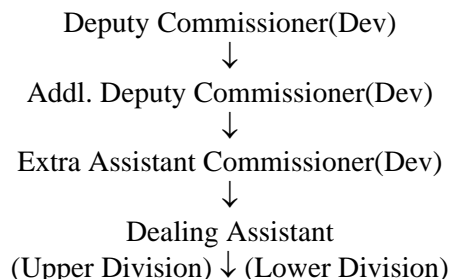 Deputy Commissioner(Dev)
↓
Addl. Deputy Commissioner(Dev)
↓
Extra Assistant Commissioner(Dev)
↓
Dealing Assistant
(Upper Division) ↓ (Lower Division)